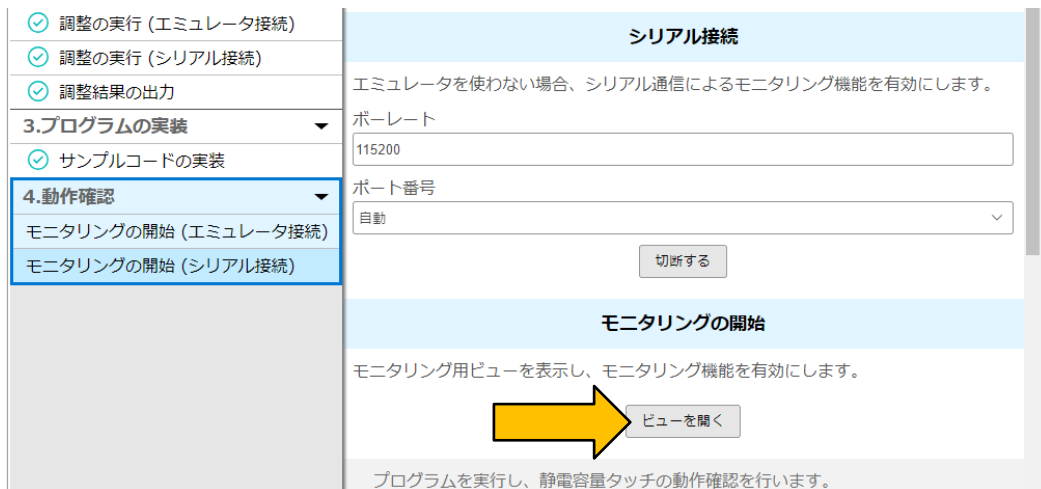 調整の実行 (エミュレータ接続)
調整の実行 (シリアル接続)
調整結果の出力
3.プログラムの実装
サンプルコードの実装
4.動作確認
モニタリングの開始 (エミュレータ接続)
モニタリングの開始 (シリアル接続)
シリアル接続
エミュレータを使わない場合、シリアル通信によるモニタリング機能を有効にします。
ボーレート
115200
ポート番号
自動
切断する
モニタリングの開始
モニタリング用ビューを表示し、モニタリング機能を有効にします。
ビューを開く
プログラムを実行し、静電容量タッチの動作確認を行います。